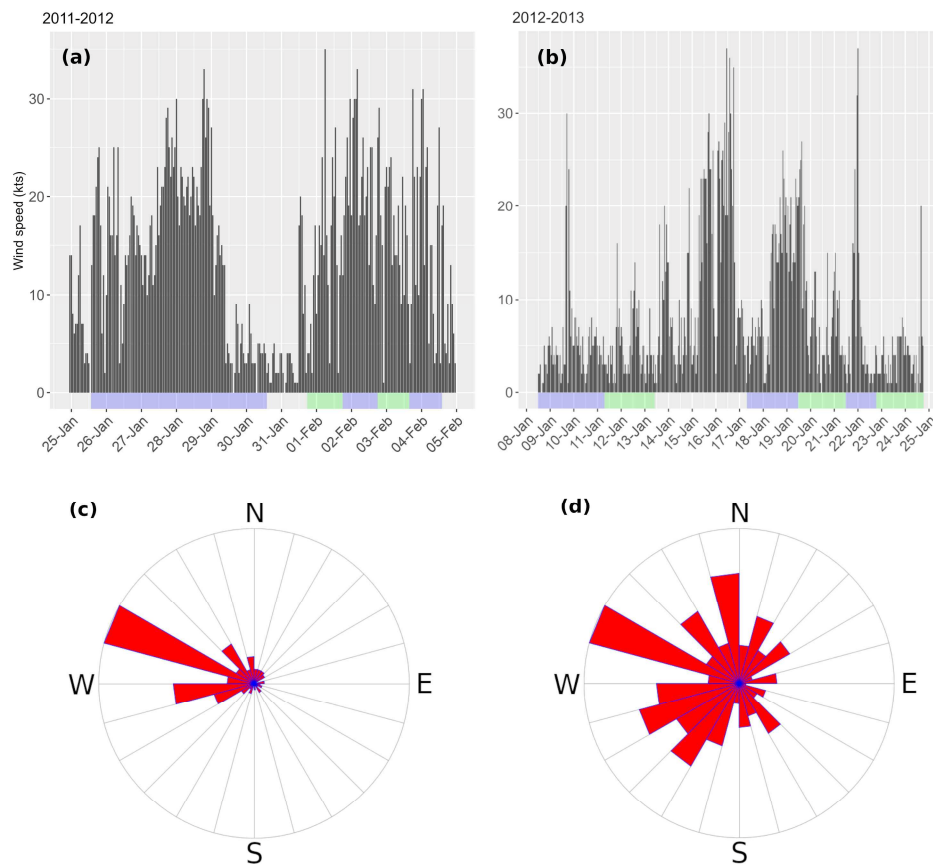 2011-2012
(a)
Wind speed (kts)
30
20
10
0
25-Jan
26-Jan
27-Jan
28-Jan
29-Jan
30-Jan
31-Jan
01-Feb
02-Feb
03-Feb
04-Feb
05-Feb
2012-2013
(b)
30
20
10
0
08-Jan
09-Jan
10-Jan
11-Jan
12-Jan
13-Jan
14-Jan
15-Jan
16-Jan
17-Jan
18-Jan
19-Jan
20-Jan
21-Jan
22-Jan
23-Jan
24-Jan
25-Jan
(c)
N
W
E
S
(d)
N
W
E
S